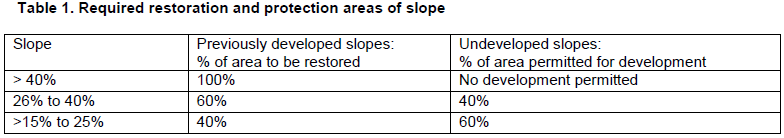 Table 1. Required restoration and protection areas of slope
Slope Previously developed slopes: Undeveloped slopes:
% of area to be restored % of area permitted for development
> 40% 100% No development permitted
26% to 40% 60% 40%
>15% to 25% 40% 60%